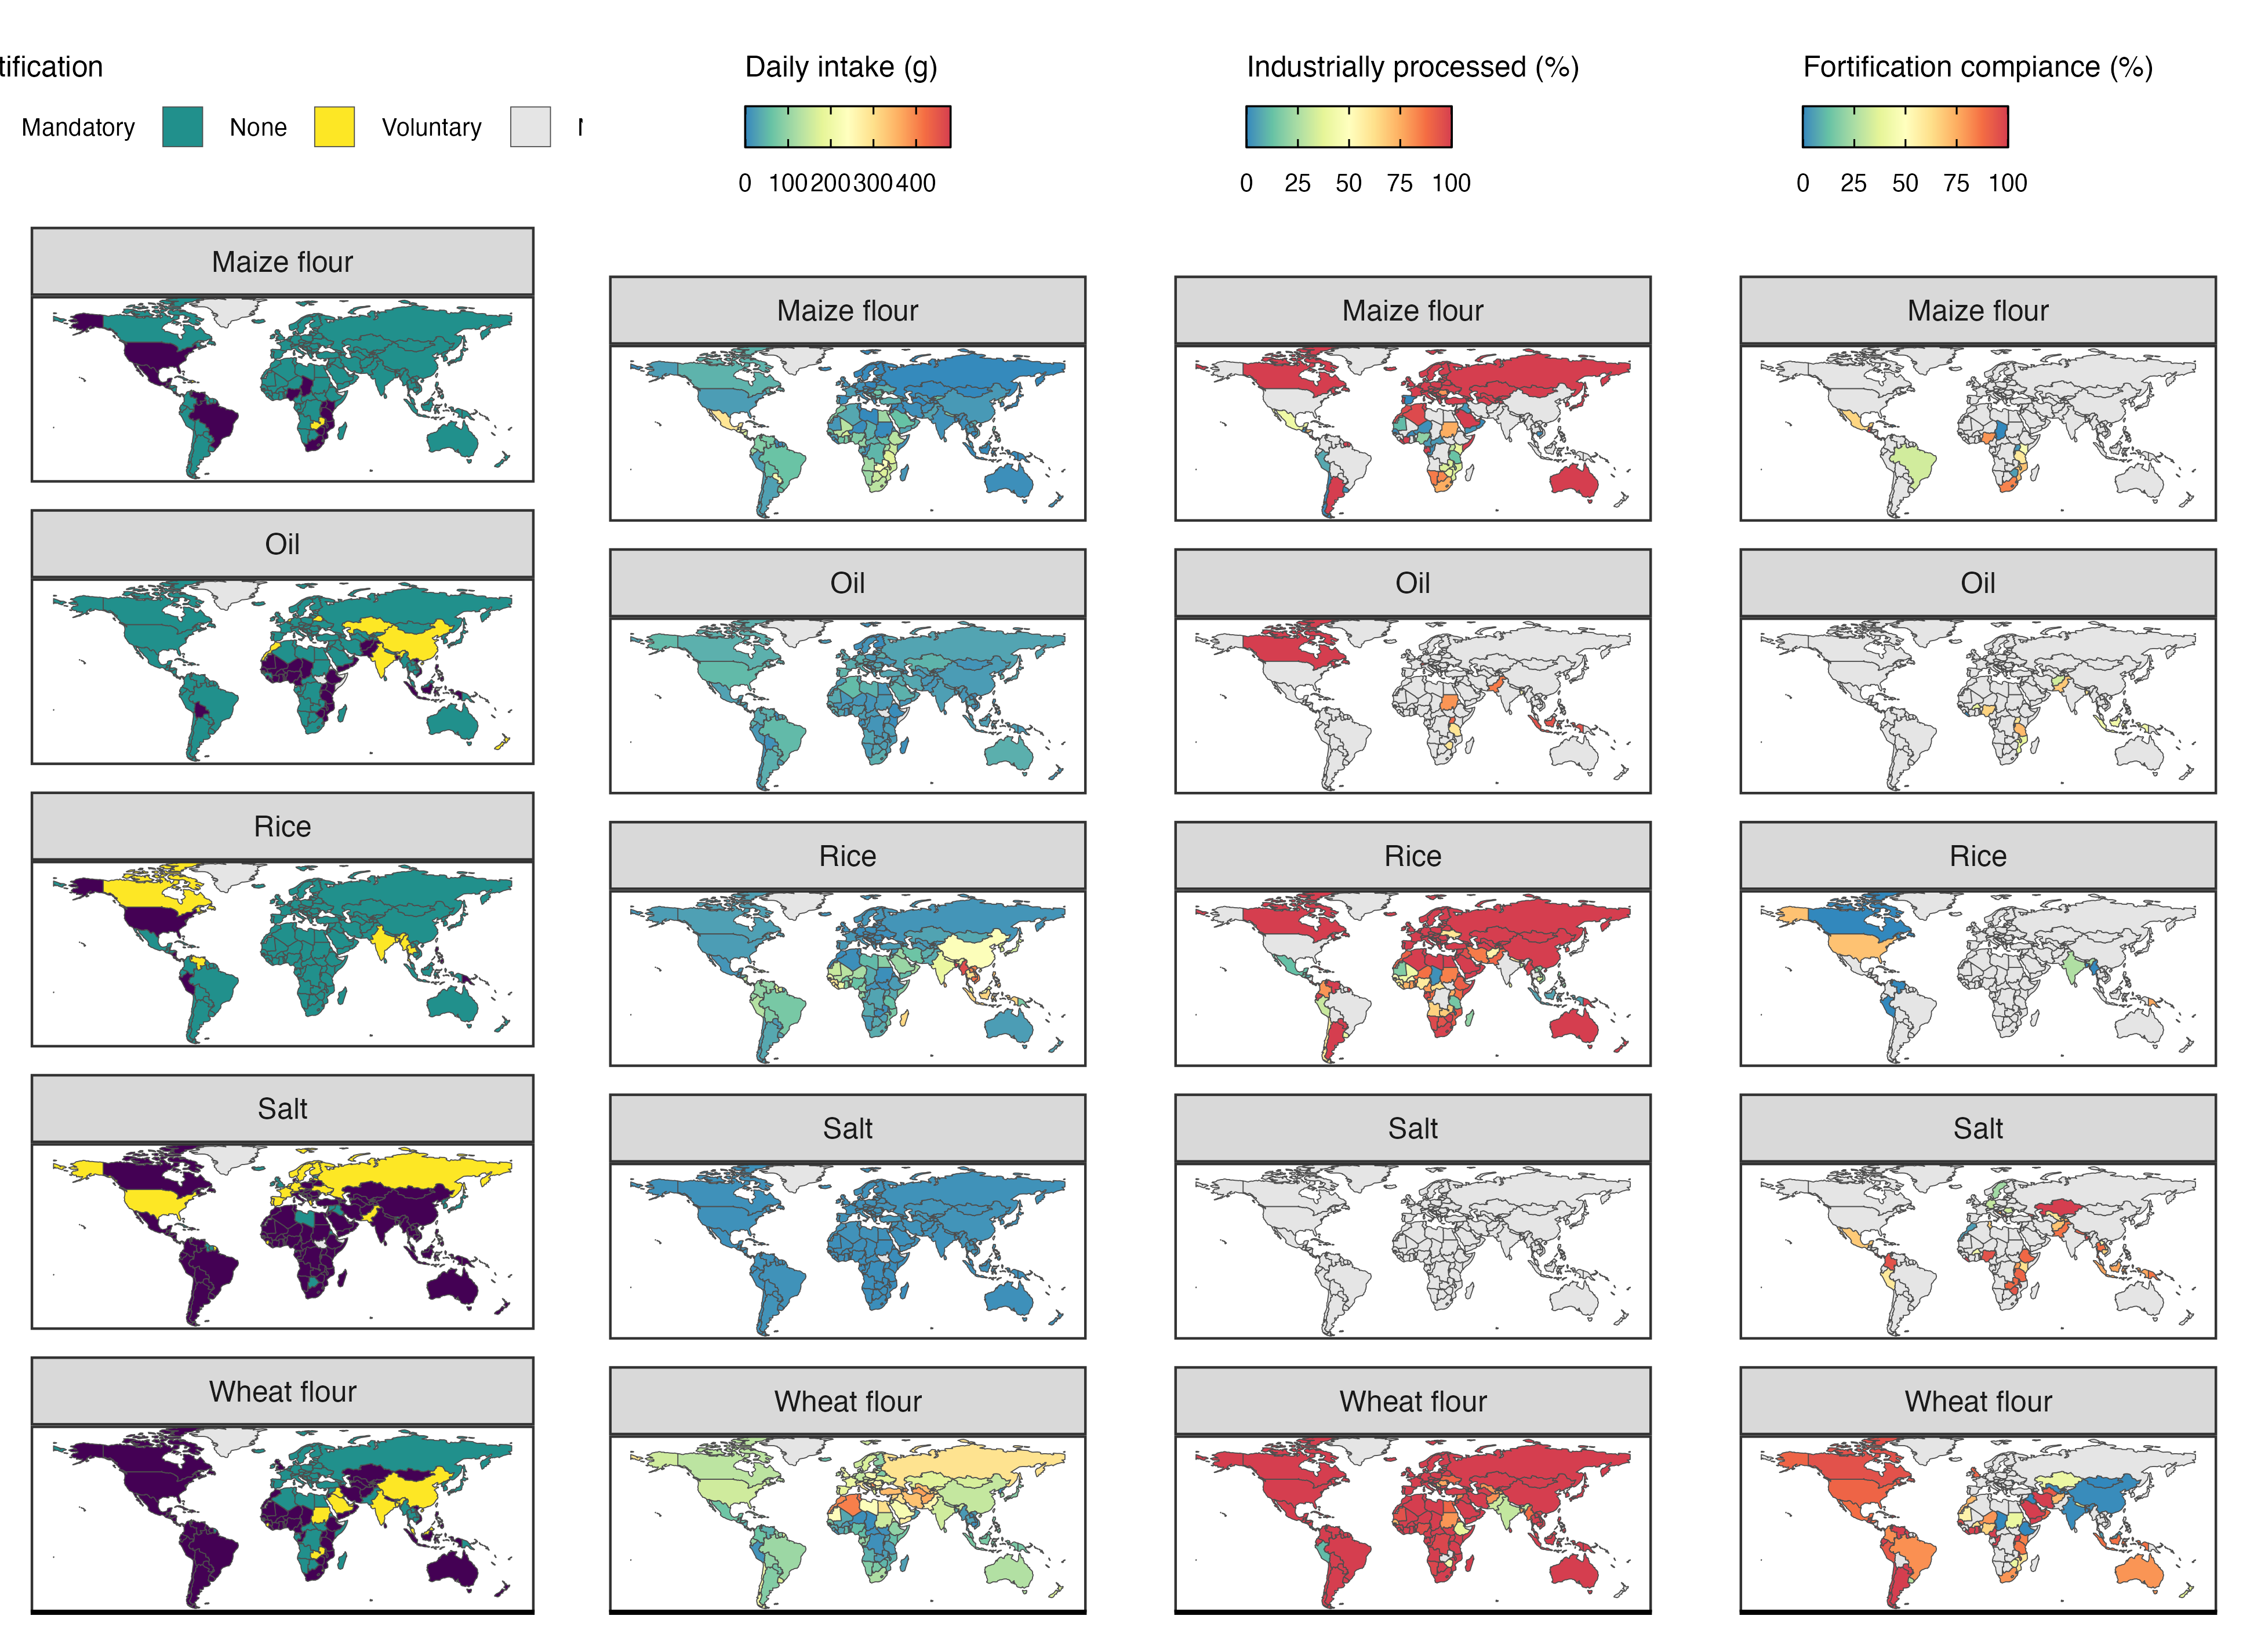 tification
Mandatory None Voluntary
Daily intake (g)
0 100 200 300 400
Industrially processed (%)
0 25 50 75 100
Fortification compiance (%)
0 25 50 75 100
Maize flour
Oil
Rice
Salt
Wheat flour
Maize flour
Oil
Rice
Salt
Wheat flour
Maize flour
Oil
Rice
Salt
Wheat flour
Maize flour
Oil
Rice
Salt
Wheat flour